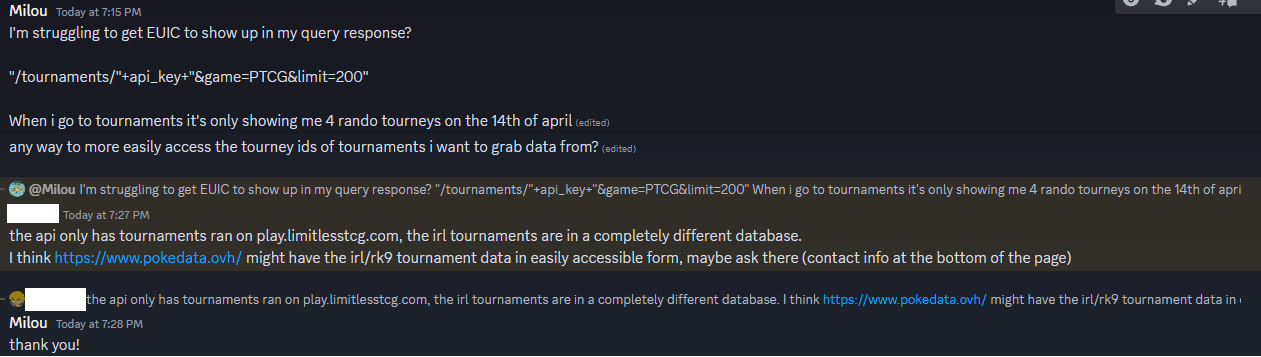 Milou Today at 7:15 PM
I'm struggling to get EUIC to show up in my query response?
"/tournaments/"+api_key+"&game=PTCG&limit=200"
When i go to tournaments it's only showing me 4 rando tourneys on the 14th of april (edited)
any way to more easily access the tourney ids of tournaments i want to grab data from? (edited)
@Milou I'm struggling to get EUIC to show up in my query response? "/tournaments/"+api_key+"&game=PTCG&limit=200" When i go to tournaments it's only showing me 4 rando tourneys on the 14th of apri
Today at 7:27 PM
the api only has tournaments ran on play.limitlesstcg.com, the irl tournaments are in a completely different database.
I think https://www.pokedata.ovh/ might have the irl/rk9 tournament data in easily accessible form, maybe ask there (contact info at the bottom of the page)
the api only has tournaments ran on play.limitlesstcg.com, the irl tournaments are in a completely different database. I think https://www.pokedata.ovh/ might have the irl/rk9 tournament data in
Milou Today at 7:28 PM
thank you!